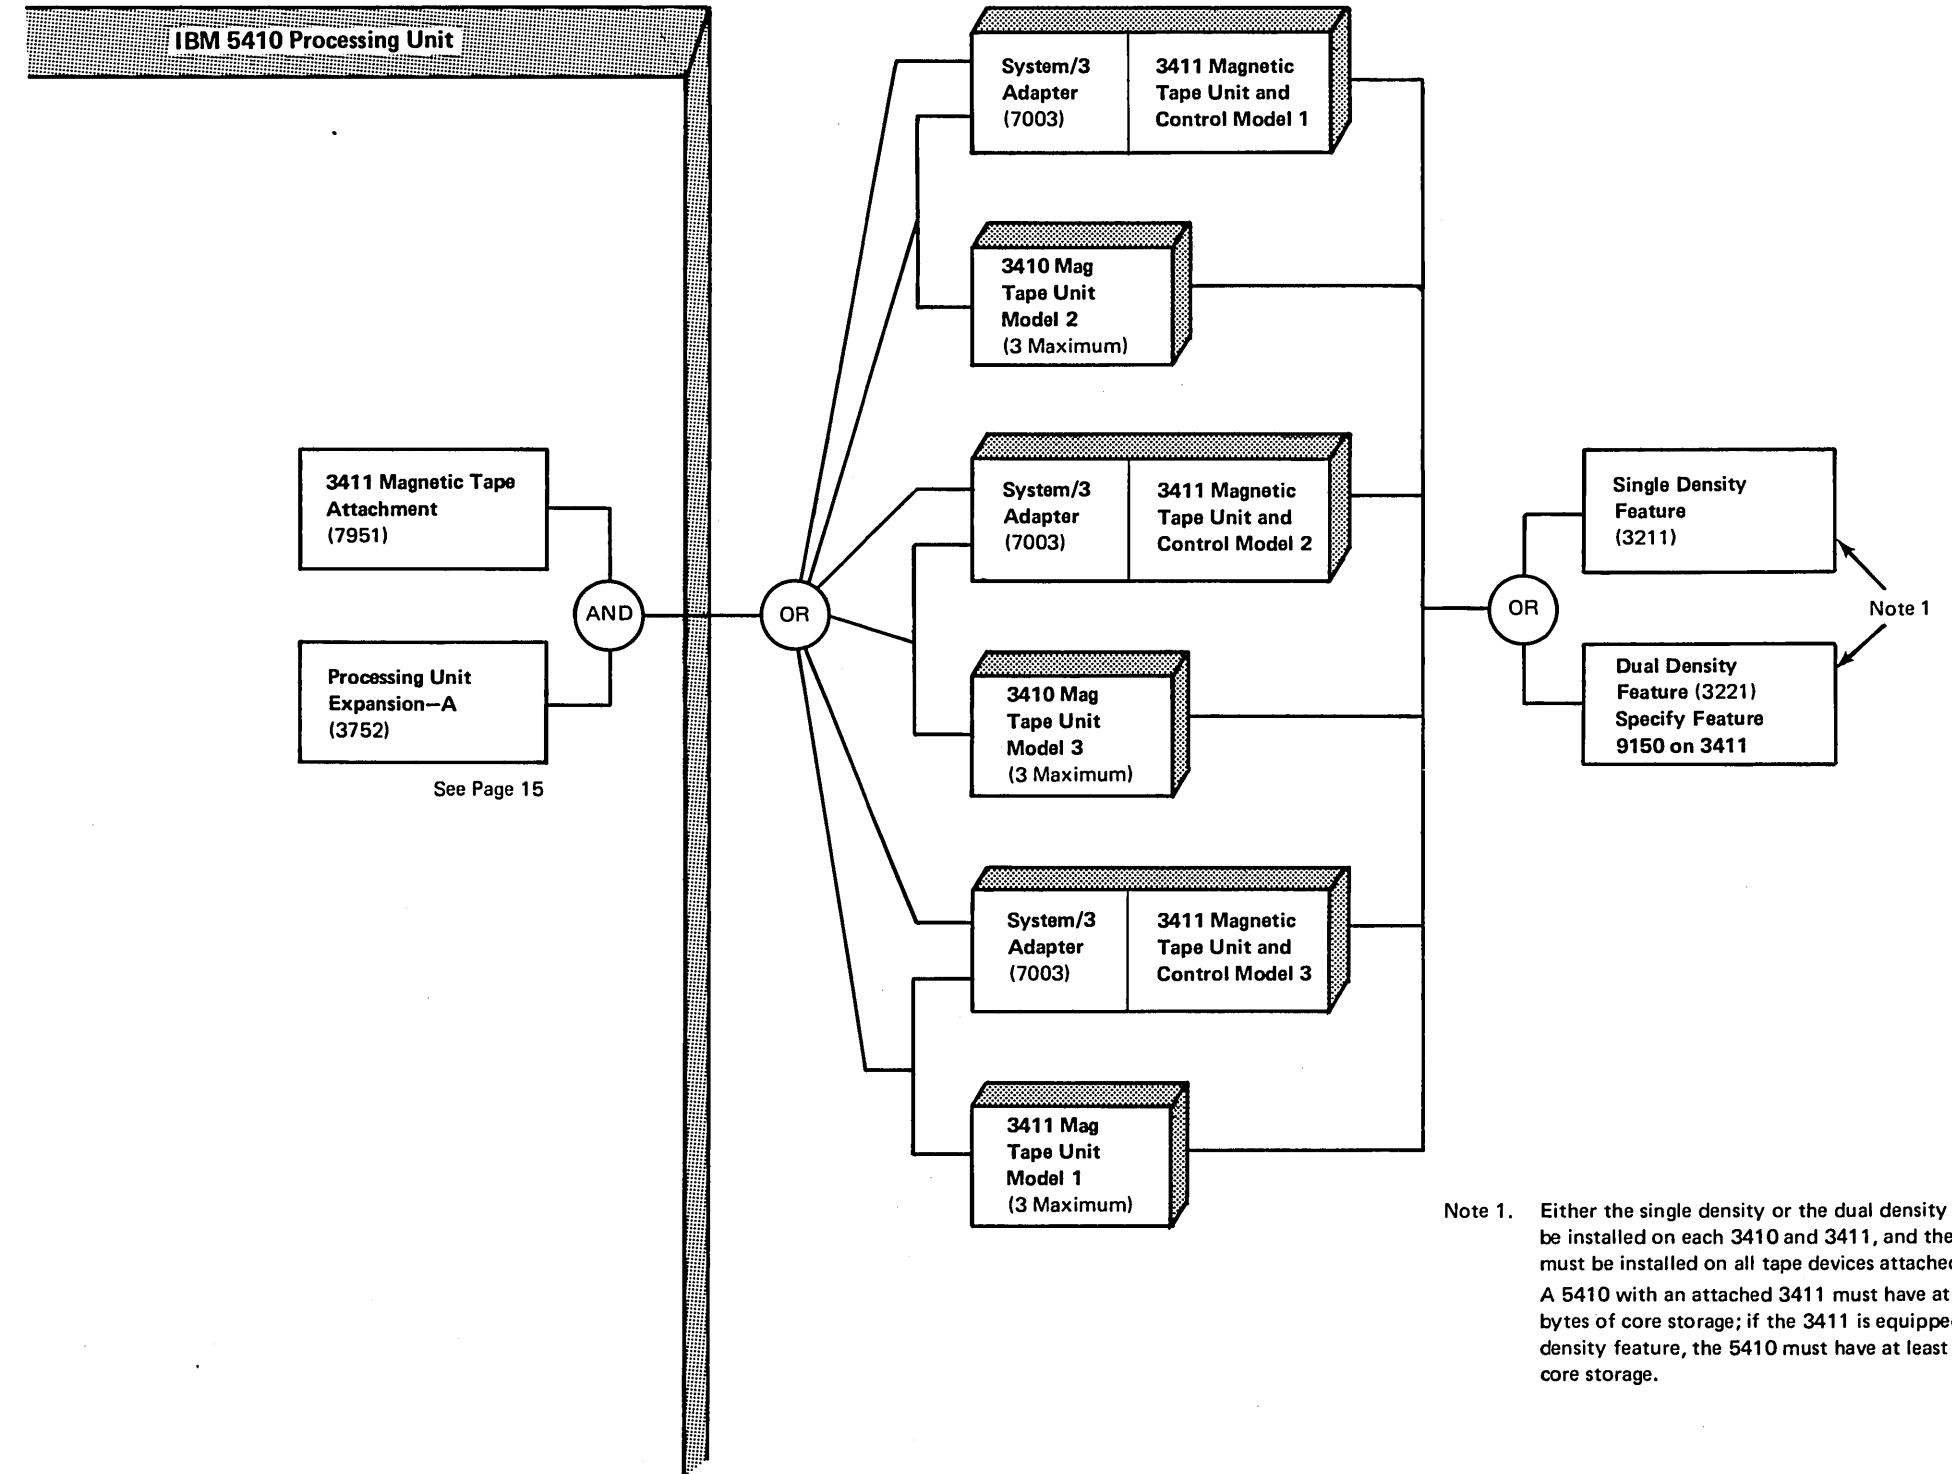 IBM 5410 Processing Unit
3411 Magnetic Tape
Attachment
(7951)
AND
Processing Unit
Expansion—A
(3752)
See Page 15
OR
System/3
Adapter
(7003)
3411 Magnetic
Tape Unit and
Control Model 1
3410 Mag
Tape Unit
Model 2
(3 Maximum)
System/3
Adapter
(7003)
3411 Magnetic
Tape Unit and
Control Model 2
3410 Mag
Tape Unit
Model 3
(3 Maximum)
System/3
Adapter
(7003)
3411 Magnetic
Tape Unit and
Control Model 3
3411 Mag
Tape Unit
Model 1
(3 Maximum)
OR
Single Density
Feature
(3211)
Note 1
Dual Density
Feature (3221)
Specify Feature
9150 on 3411
Note 1. Either the single density or the dual density
be installed on each 3410 and 3411, and the
must be installed on all tape devices attached
A 5410 with an attached 3411 must have at
bytes of core storage; if the 3411 is equipped
density feature, the 5410 must have at least
core storage.